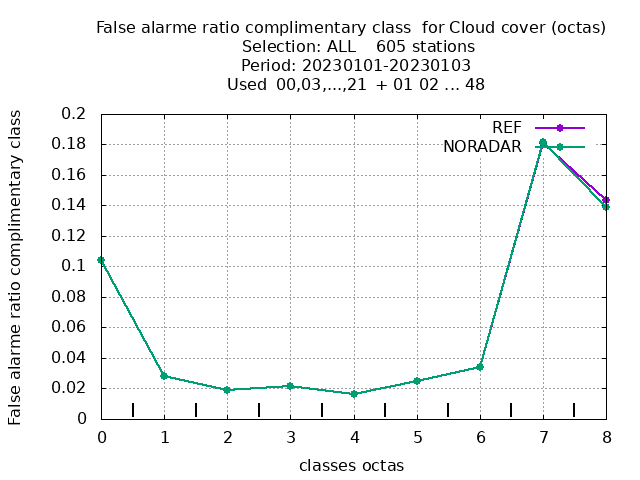 False alarme ratio complimentary class  for Cloud cover (octas)
Selection: ALL    605 stations
Period: 20230101-20230103
Used  00,03,...,21  + 01 02 ... 48
False alarme ratio complimentary class
0.2
0.18
0.16
0.14
0.12
0.1
0.08
0.06
0.04
0.02
0
REF
NORADAR
0 1 2 3 4 5 6 7 8
classes octas